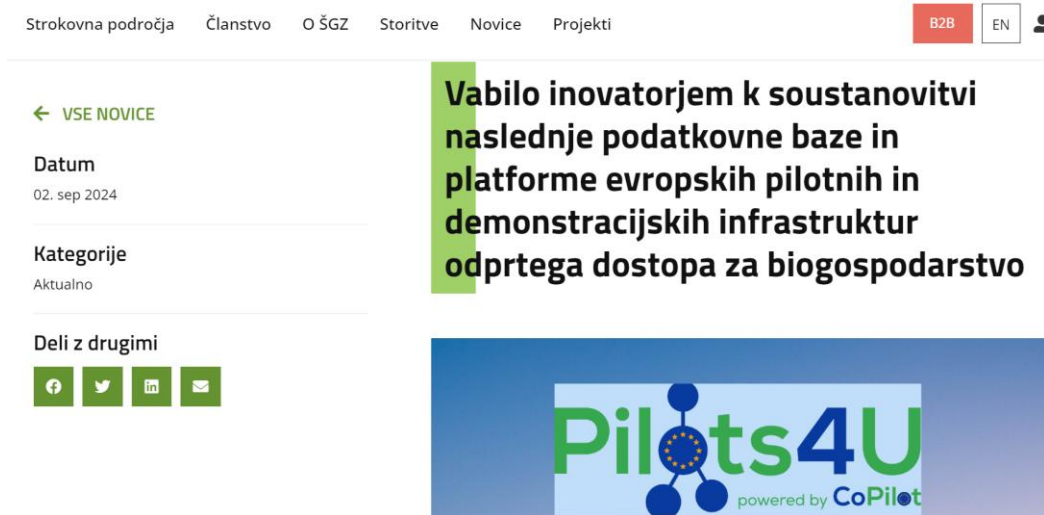 Strokovna področja Članstvo O ŠGZ Storitve Novice Projekti B2B EN
← VSE NOVICE
Datum
02. sep 2024
Kategorije
Aktualno
Deli z drugimi
Vabilo inovatorjem k soustanovitvi
naslednje podatkovne baze in
platforme evropskih pilotnih in
demonstracijskih infrastruktur
odprtega dostopa za biogospodarstvo
Pilots4U
powered by CoPilot